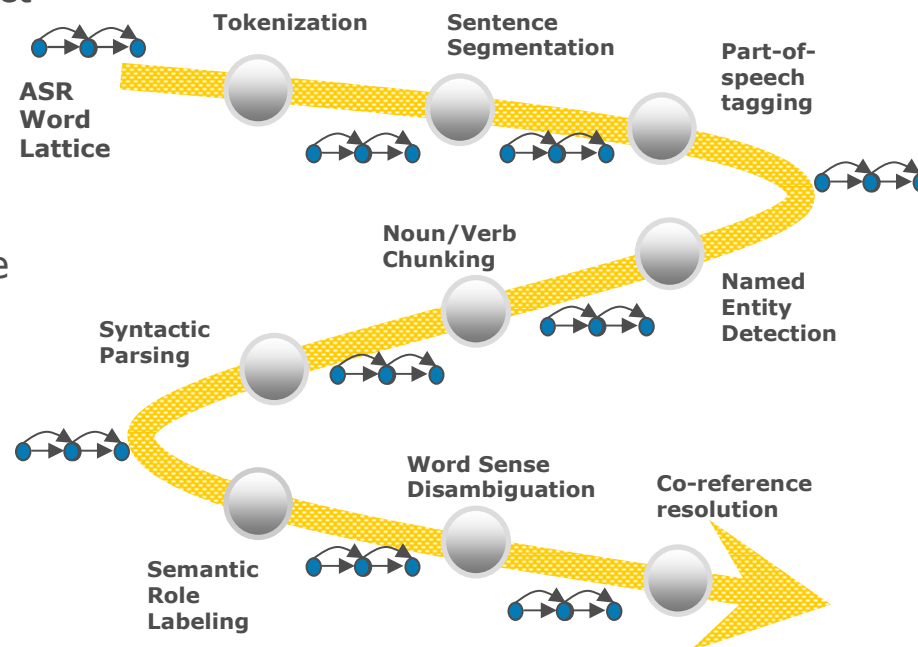 Tokenization
Sentence
Segmentation
Part-of-
speech
tagging
ASR
Word
Lattice
Noun/Verb
Chunking
Named
Entity
Detection
Syntactic
Parsing
Word Sense
Disambiguation
Co-reference
resolution
Semantic
Role
Labeling